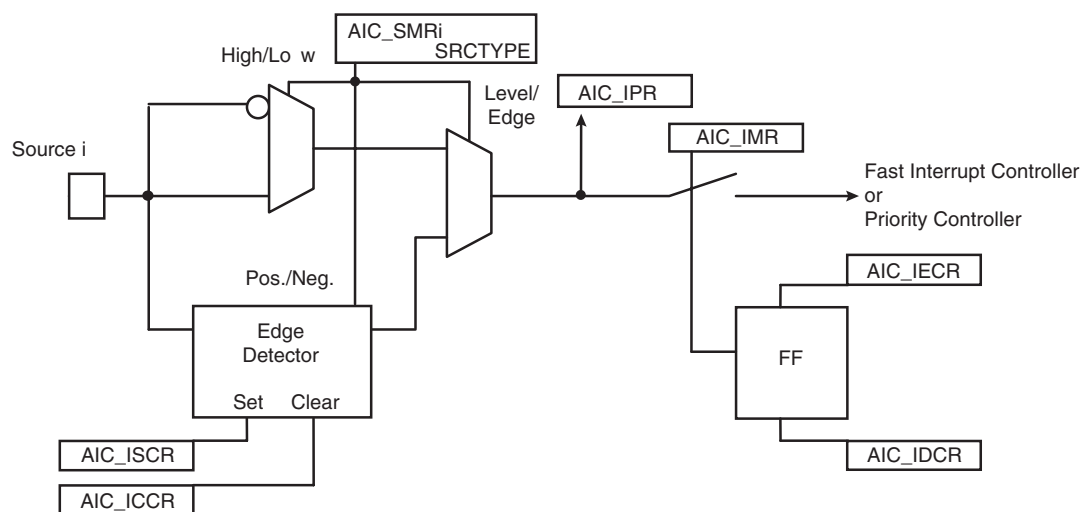 AIC_SMRi
SRCTYPE
High/Lo w
Level/
Edge
AIC_IPR
AIC_IMR
Source i
Fast Interrupt Controller
or
Priority Controller
Pos./Neg.
AIC_IECR
Edge
Detector
FF
Set Clear
AIC_ISCR
AIC_IDCR
AIC_ICCR